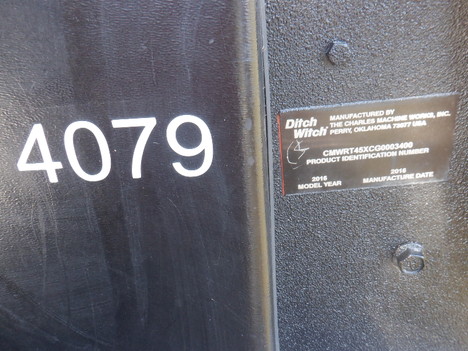 4079
Ditch Witch
MANUFACTURED BY
THE CHARLES MACHINE WORKS, INC.
PERRY, OKLAHOMA 73077 USA
CMWRT45XCG0003400
PRODUCT IDENTIFICATION NUMBER
2016 2016
MODEL YEAR MANUFACTURE DATE